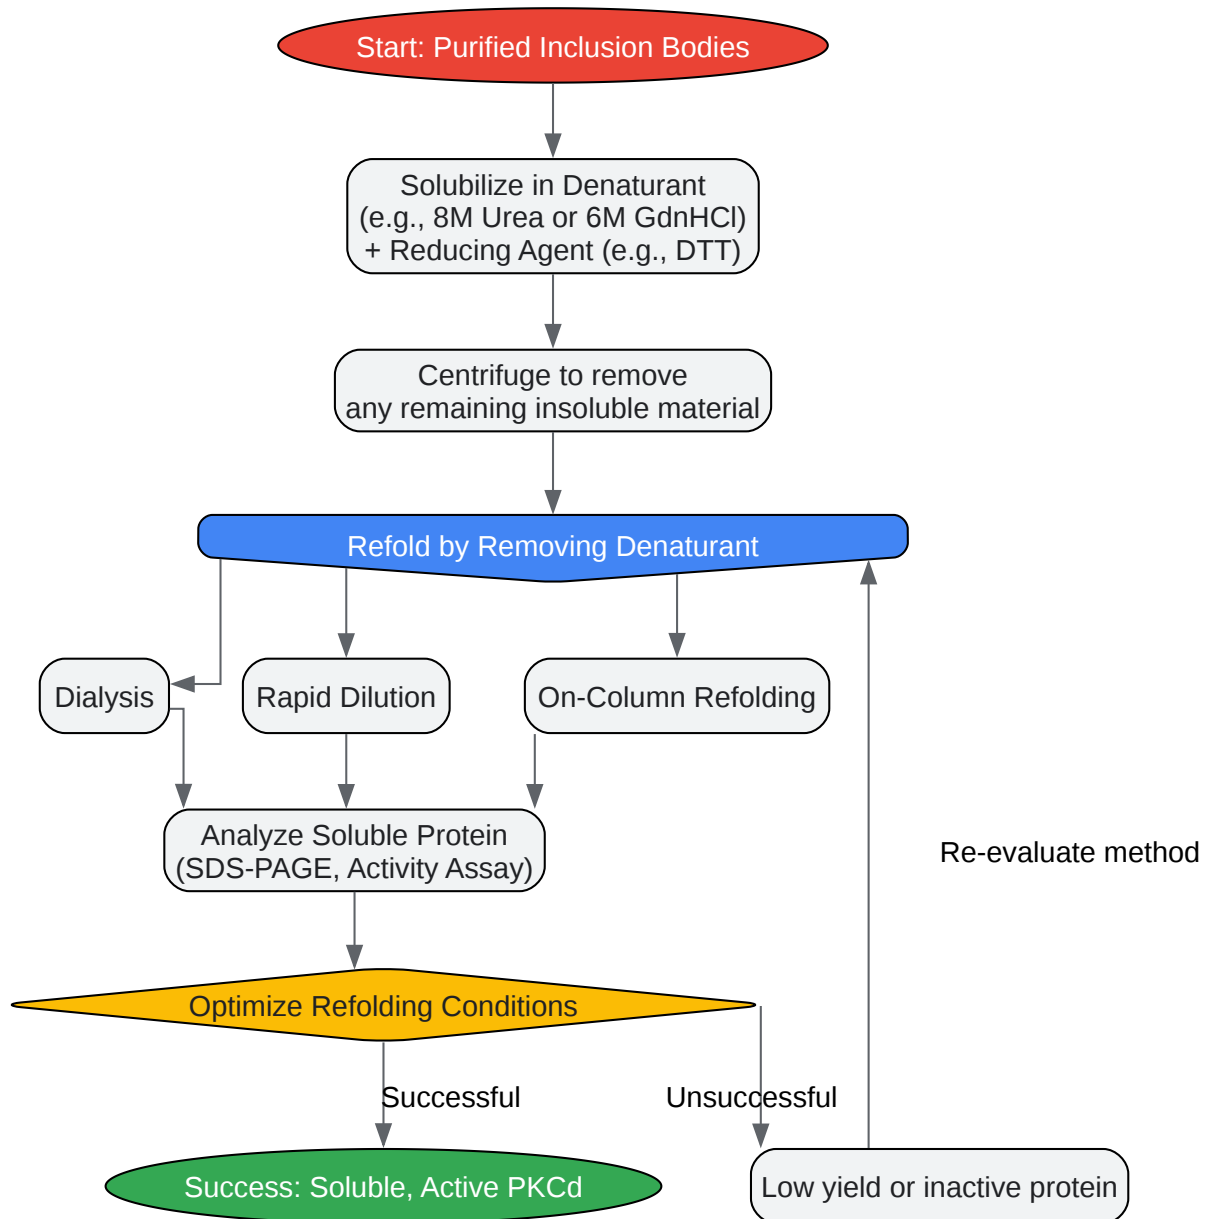 Start: Purified Inclusion Bodies
Solubilize in Denaturant
(e.g., 8M Urea or 6M GdnHCl)
+ Reducing Agent (e.g., DTT)
Centrifuge to remove
any remaining insoluble material
Refold by Removing Denaturant
Dialysis
Rapid Dilution
On-Column Refolding
Analyze Soluble Protein
(SDS-PAGE, Activity Assay)
Re-evaluate method
Optimize Refolding Conditions
Successful
Unsuccessful
Success: Soluble, Active PKCd
Low yield or inactive protein